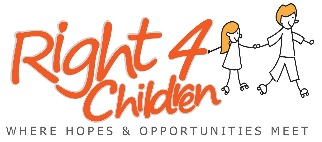 Right 4
Children
WHERE HOPES & OPPORTUNITIES MEET